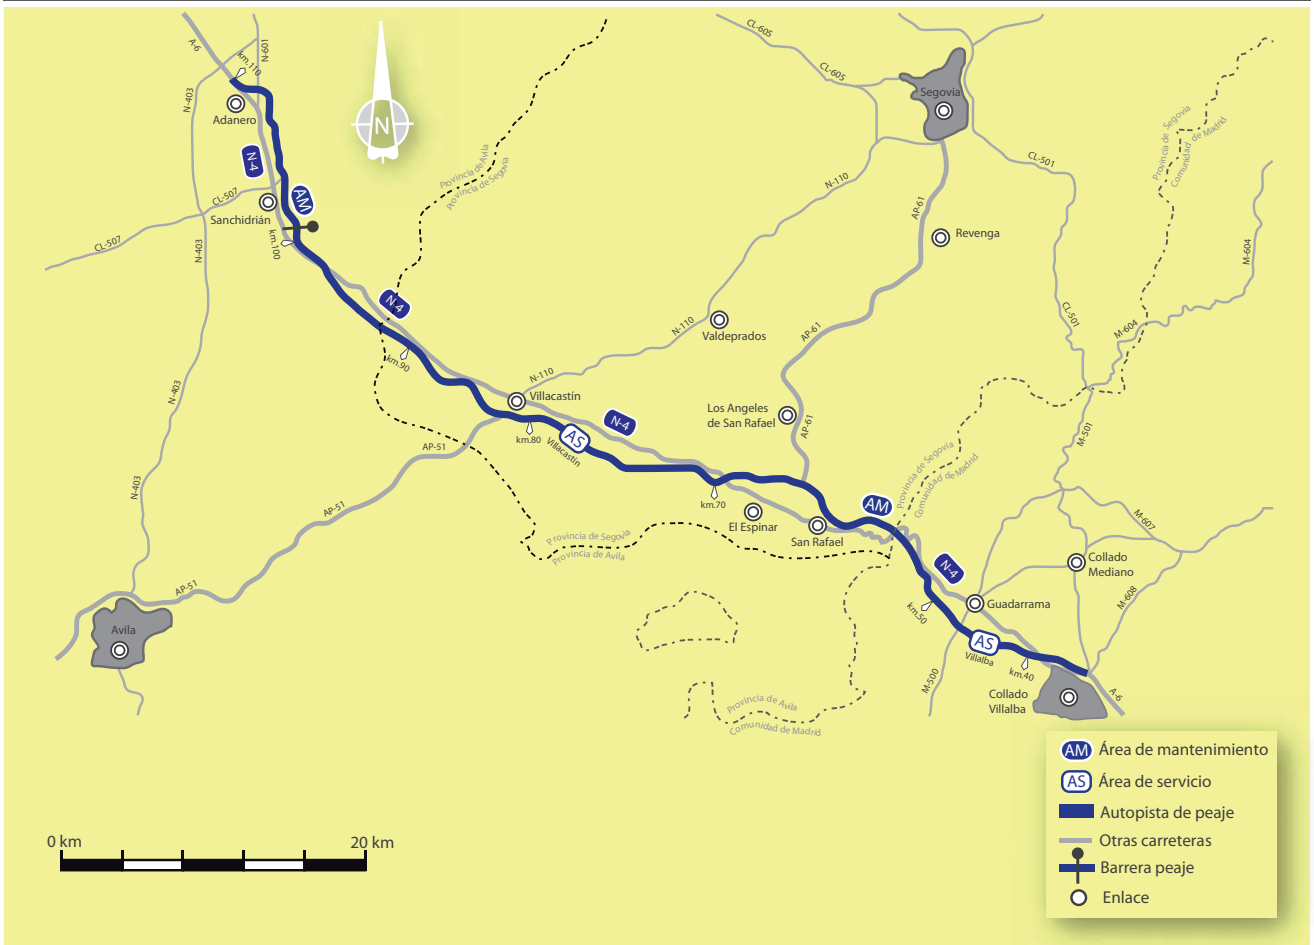 A-6
N-601
km.110
N-403
Adanero
N-4
CL-507
AM
Sanchidrián
km.100
CL-507
N-403
N
Provincia de Avila
Provincia de Segovia
CL-605
CL-605
Segovia
CL-501
N-110
AP-61
Revenga
Provincia de Segovia
Comunidad de Madrid
M-604
CL-501
M-604
N-4
km.90
N-110
Valdeprados
AP-61
N-110
Villacastín
N-403
Los Angeles
de San Rafael
AP-61
N-4
km.80
AS
Villacastín
AP-51
M-501
Provincia de Segovia
Comunidad de Madrid
N-403
AP-51
km.70
El Espinar
AM
San Rafael
M-607
Provincia de Segovia
Provincia de Avila
N-4
Collado
Mediano
AP-51
km.50
Guadarrama
M-608
Avila
AS
Villalba
km.40
M-500
Collado
Villalba
A-6
Provincia de Avila
Comunidad de Madrid
AM Área de mantenimiento
AS Área de servicio
Autopista de peaje
Otras carreteras
Barrera peaje
Enlace
0 km
20 km